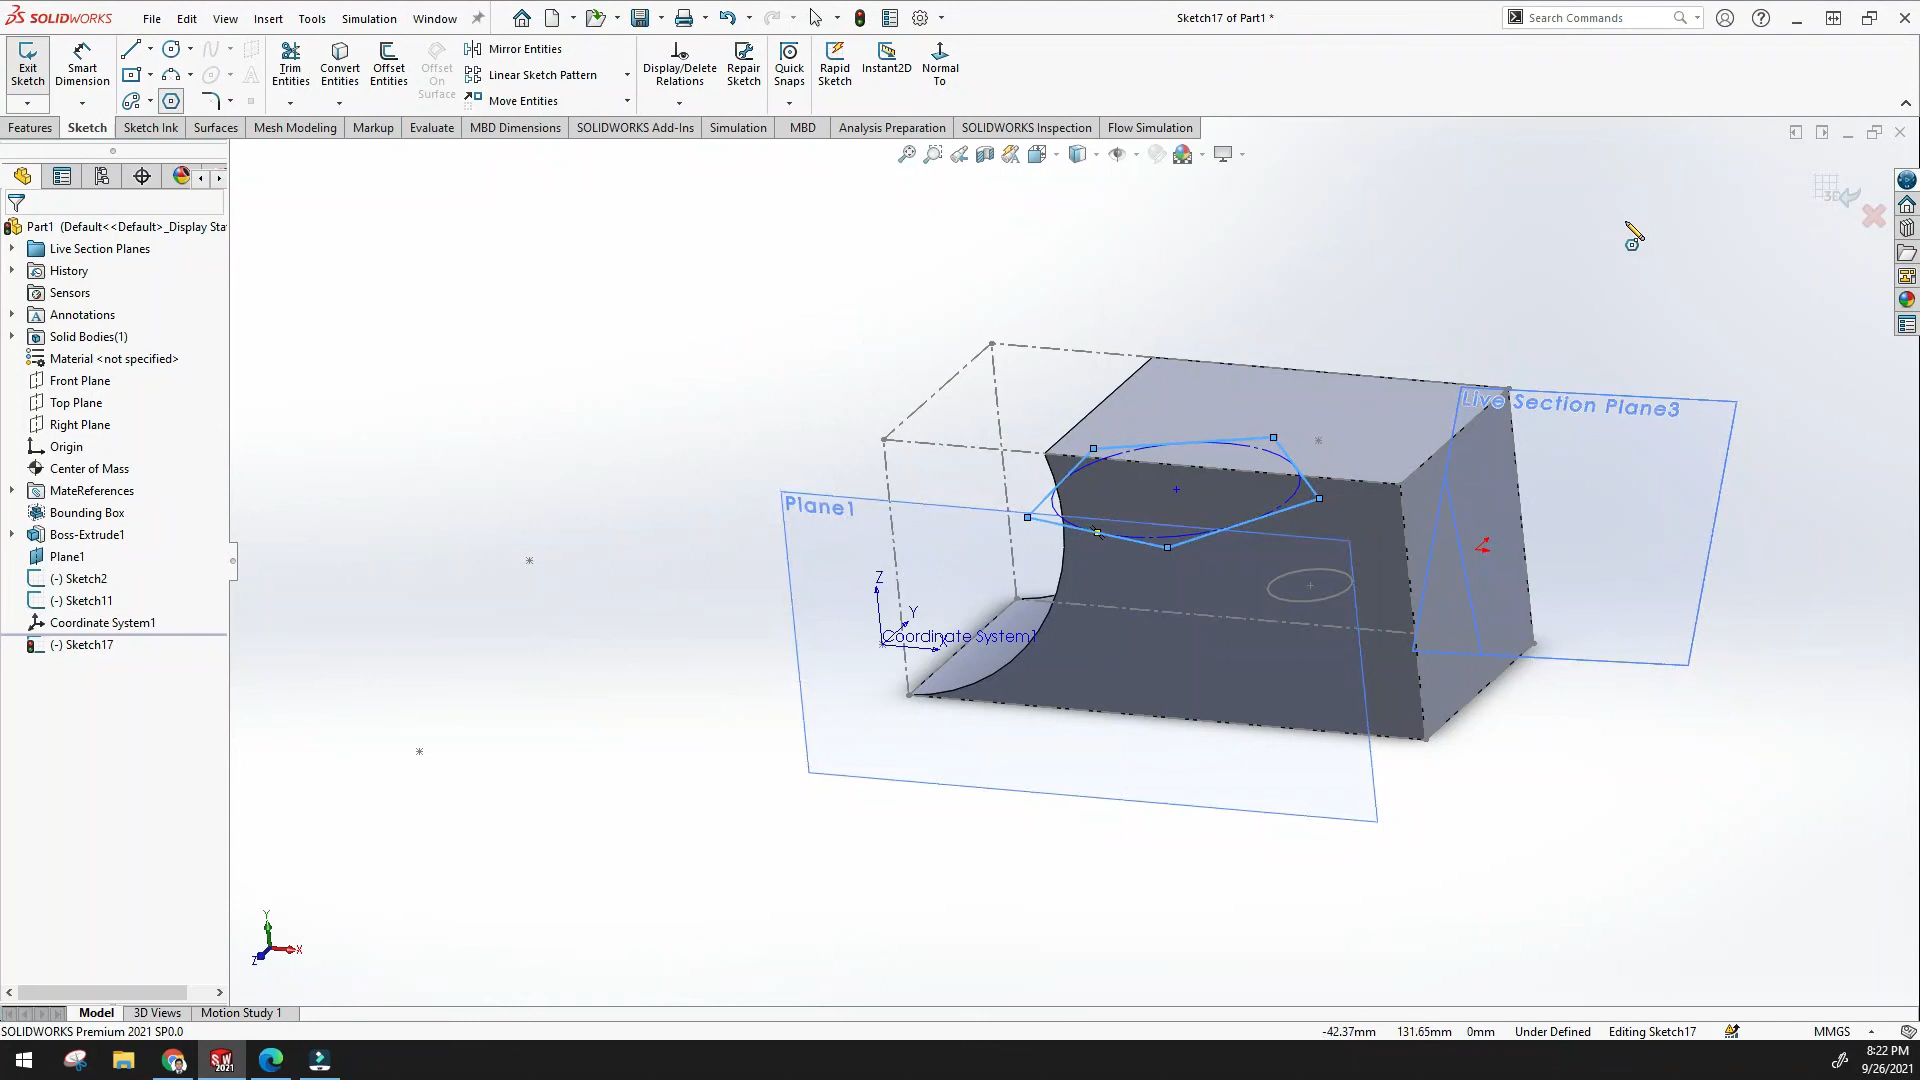 SOLIDWORKS
File Edit View Insert Tools Simulation Window
Sketch17 of Part1 *
Search Commands
Exit Sketch
Smart Dimension
Trim Entities
Convert Entities
Offset Entities
Offset On Surface
Mirror Entities
Linear Sketch Pattern
Move Entities
Display/Delete Relations
Repair Sketch
Quick Snaps
Rapid Sketch
Instant2D
Normal To
Features Sketch Sketch Ink Surfaces Mesh Modeling Markup Evaluate MBD Dimensions SOLIDWORKS Add-Ins Simulation MBD Analysis Preparation SOLIDWORKS Inspection Flow Simulation
3D
Part1 (Default<<Default>_Display Sta
Live Section Planes
History
Sensors
Annotations
Solid Bodies(1)
Material <not specified>
Front Plane
Top Plane
Right Plane
Origin
Center of Mass
MateReferences
Bounding Box
Boss-Extrude1
Plane1
(-) Sketch2
(-) Sketch11
Coordinate System1
(-) Sketch17
Live Section Plane3
Plane1
Z
Y
X
Coordinate System1
Y
X
Z
Model 3D Views Motion Study 1
SOLIDWORKS Premium 2021 SP0.0
-42.37mm 131.65mm 0mm Under Defined Editing Sketch17 MMGS
SW 2021
8:22 PM
9/26/2021